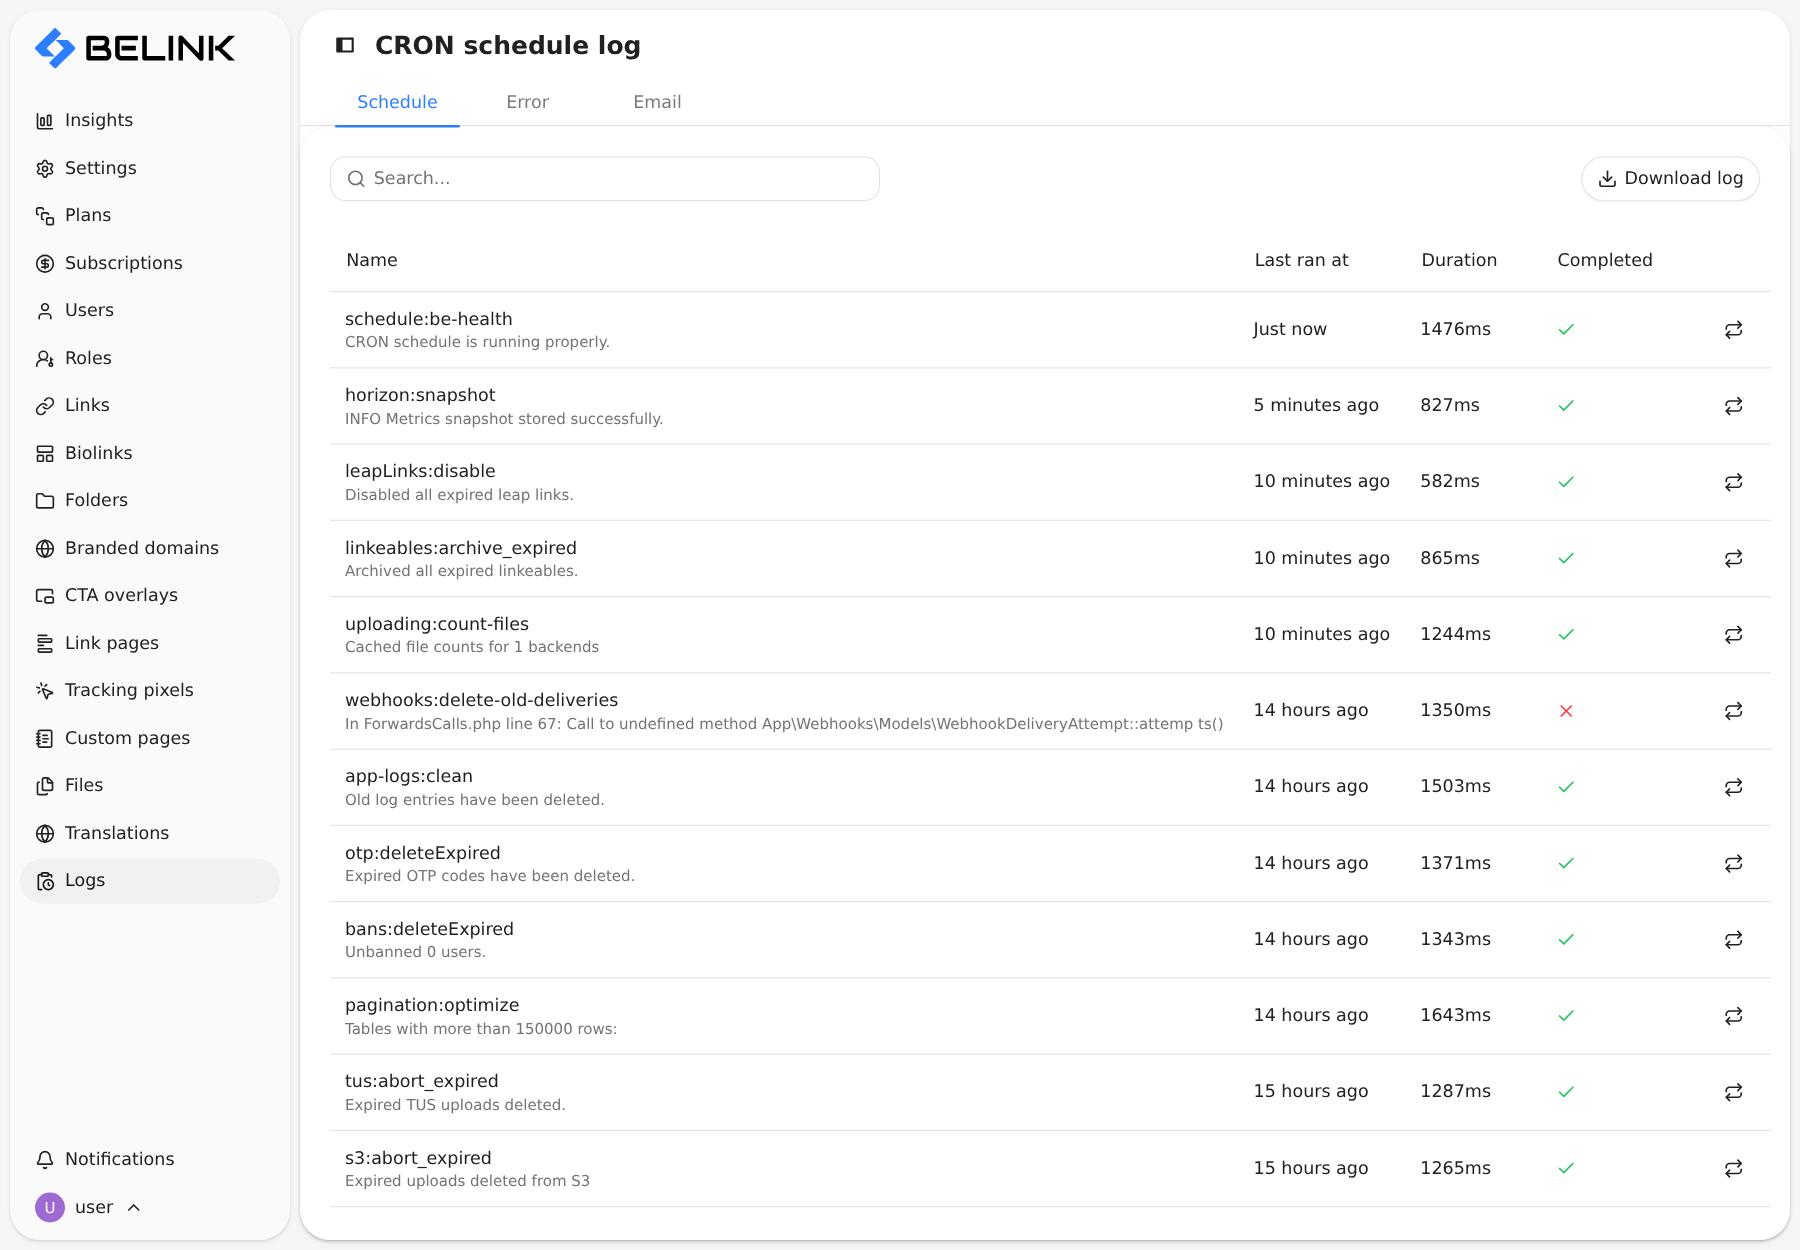 BELINK
Insights
Settings
Plans
Subscriptions
Users
Roles
Links
Biolinks
Folders
Branded domains
CTA overlays
Link pages
Tracking pixels
Custom pages
Files
Translations
Logs
Notifications
U user
CRON schedule log
Schedule Error Email
Search...
Download log
Name Last ran at Duration Completed
schedule:be-health
CRON schedule is running properly.
Just now 1476ms
horizon:snapshot
INFO Metrics snapshot stored successfully.
5 minutes ago 827ms
leapLinks:disable
Disabled all expired leap links.
10 minutes ago 582ms
linkeables:archive_expired
Archived all expired linkeables.
10 minutes ago 865ms
uploading:count-files
Cached file counts for 1 backends
10 minutes ago 1244ms
webhooks:delete-old-deliveries
In ForwardsCalls.php line 67: Call to undefined method App\Webhooks\Models\WebhookDeliveryAttempt::attemp ts()
14 hours ago 1350ms
app-logs:clean
Old log entries have been deleted.
14 hours ago 1503ms
otp:deleteExpired
Expired OTP codes have been deleted.
14 hours ago 1371ms
bans:deleteExpired
Unbanned 0 users.
14 hours ago 1343ms
pagination:optimize
Tables with more than 150000 rows:
14 hours ago 1643ms
tus:abort_expired
Expired TUS uploads deleted.
15 hours ago 1287ms
s3:abort_expired
Expired uploads deleted from S3
15 hours ago 1265ms